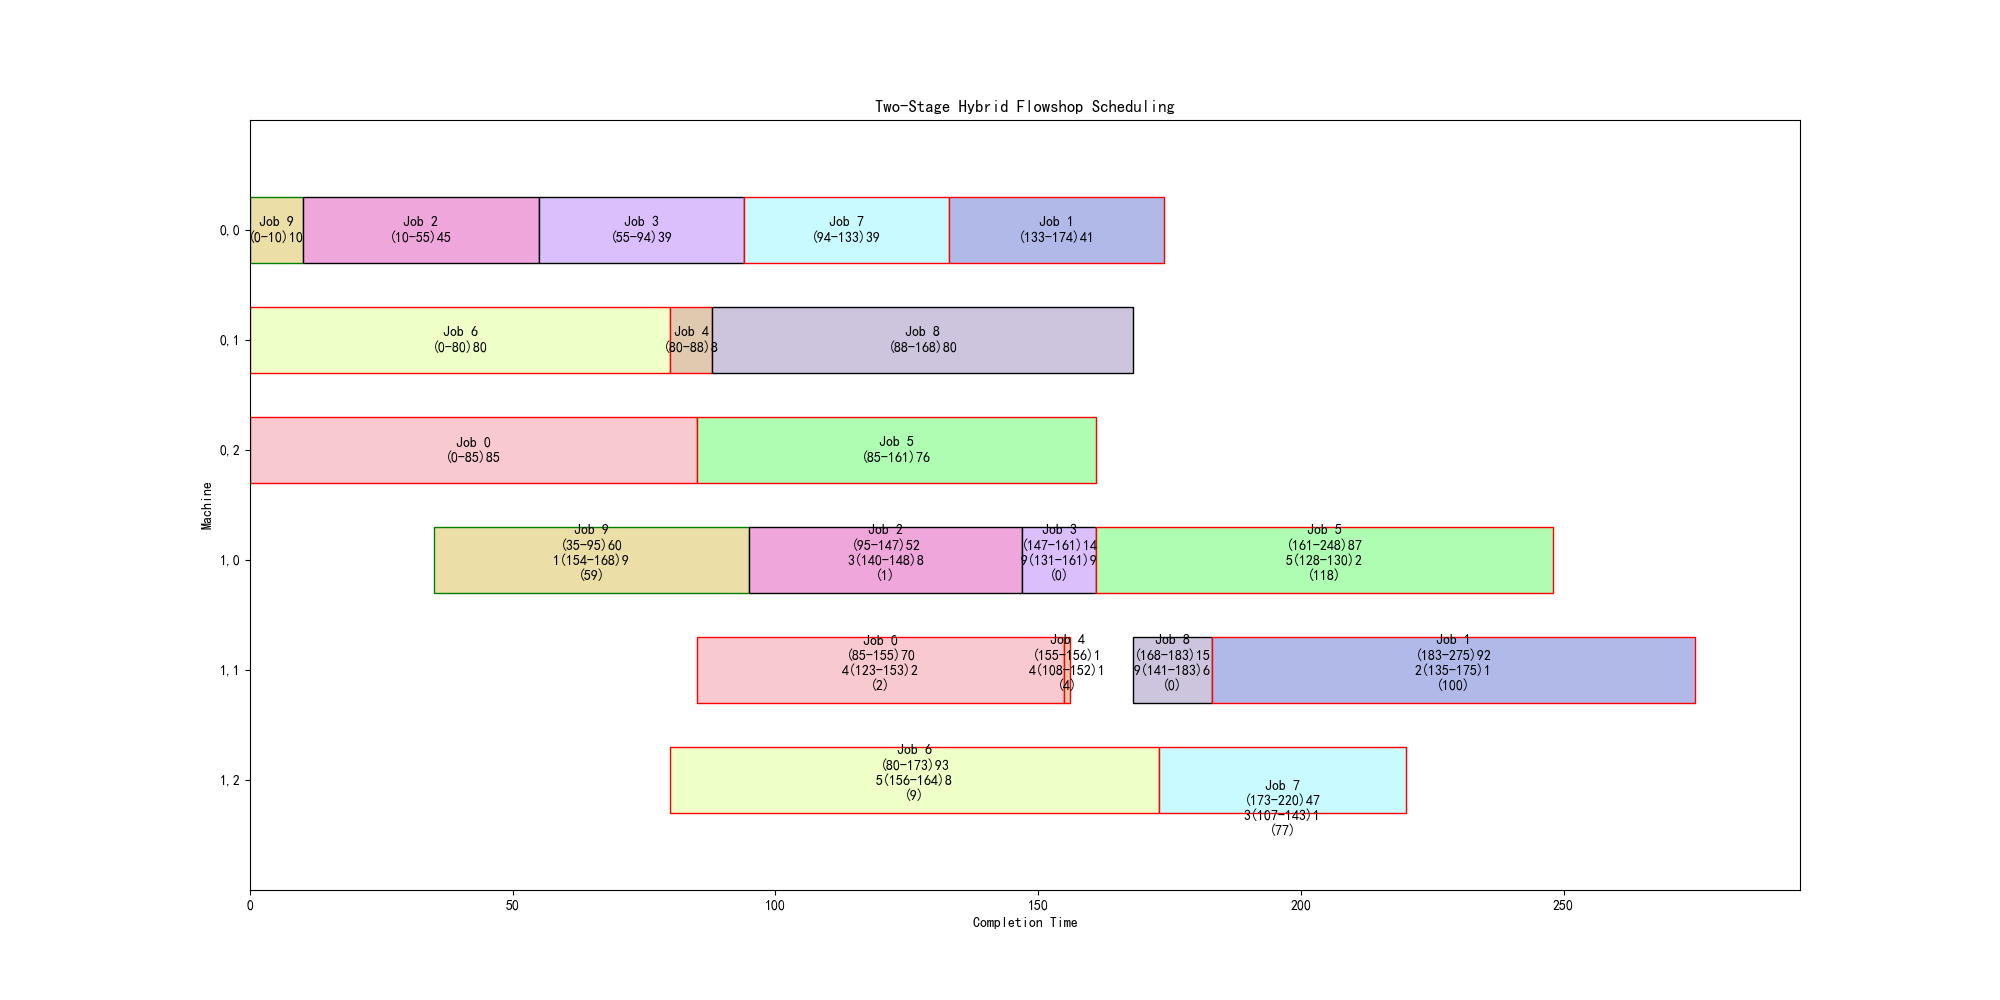 Two-Stage Hybrid Flowshop Scheduling
Machine
0,0
Job 9
(0-10)10
Job 2
(10-55)45
Job 3
(55-94)39
Job 7
(94-133)39
Job 1
(133-174)41
0,1
Job 6
(0-80)80
Job 4
(80-88)8
Job 8
(88-168)80
0,2
Job 0
(0-85)85
Job 5
(85-161)76
1,0
Job 9
(35-95)60
1(154-168)9
(59)
Job 2
(95-147)52
3(140-148)8
(1)
Job 3
(147-161)14
9(131-161)9
(0)
Job 5
(161-248)87
5(128-130)2
(118)
1,1
Job 0
(85-155)70
4(123-153)2
(2)
Job 4
(155-156)1
4(108-152)1
(4)
Job 8
(168-183)15
9(141-183)6
(0)
Job 1
(183-275)92
2(135-175)1
(100)
1,2
Job 6
(80-173)93
5(156-164)8
(9)
Job 7
(173-220)47
3(107-143)1
(77)
0
50
100
150
200
250
Completion Time